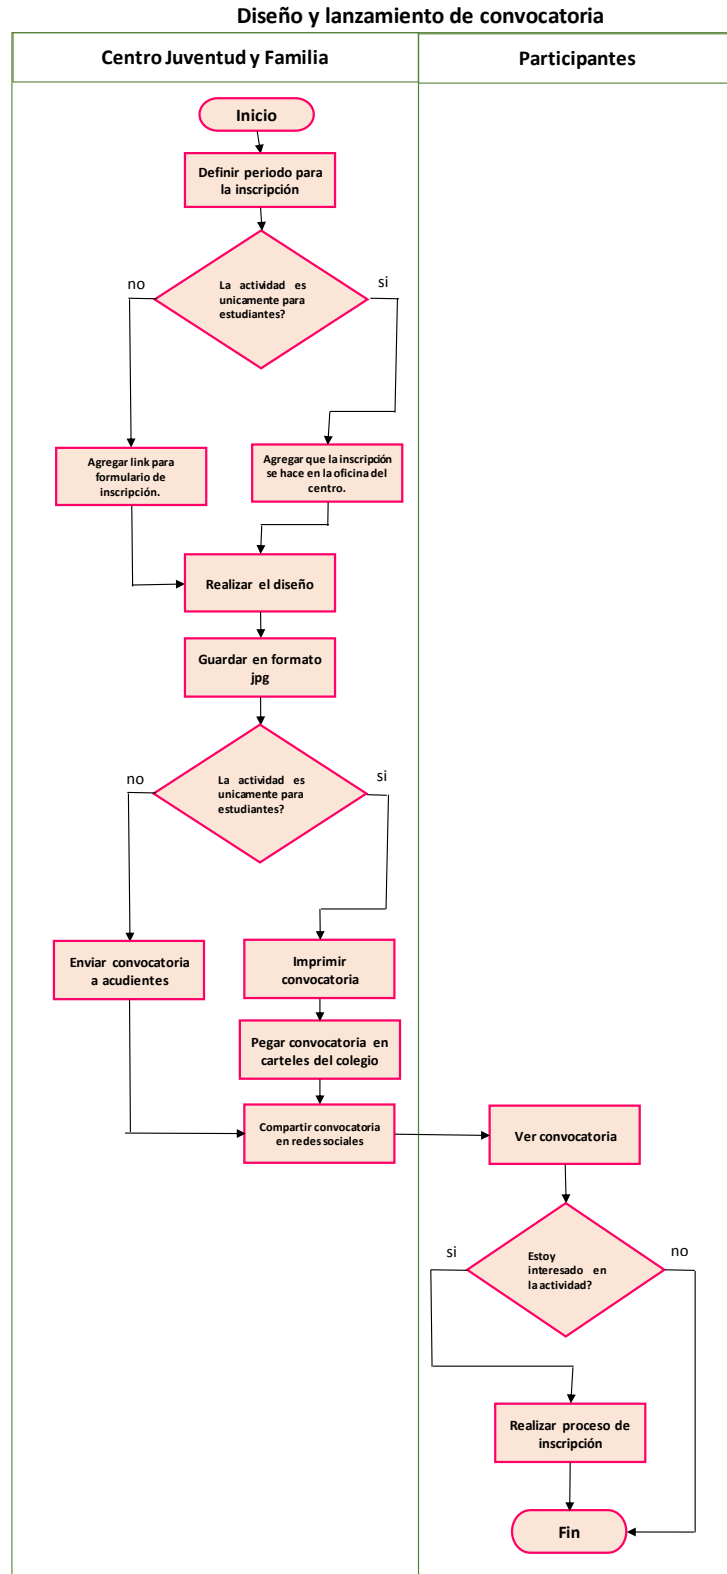 Diseño y lanzamiento de convocatoria
Centro Juventud y Familia
Participantes
Inicio
Definir periodo para
la inscripción
La actividad es
unicamente para
estudiantes?
no
si
Agregar link para
formulario de
inscripción.
Agregar que la inscripción
se hace en la oficina del
centro.
Realizar el diseño
Guardar en formato
jpg
La actividad es
unicamente para
estudiantes?
no
si
Enviar convocatoria
a acudientes
Imprimir
convocatoria
Pegar convocatoria en
carteles del colegio
Compartir convocatoria
en redes sociales
Ver convocatoria
Estoy
interesado en
la actividad?
si
no
Realizar proceso de
inscripción
Fin